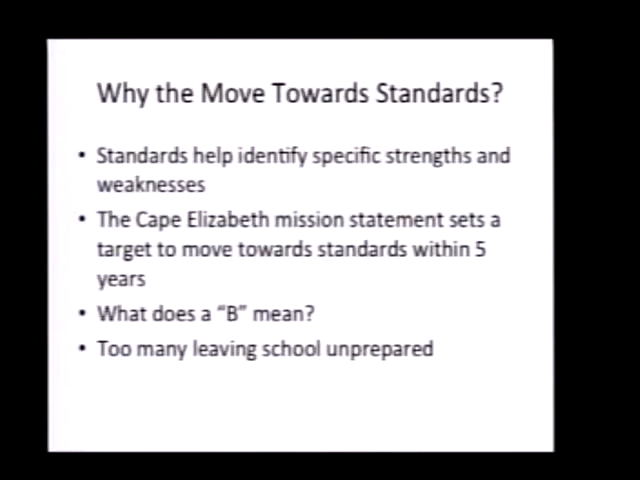 Why the Move Towards Standards?
• Standards help identify specific strengths and
weaknesses
• The Cape Elizabeth mission statement sets a
target to move towards standards within 5
years
• What does a “B” mean?
• Too many leaving school unprepared